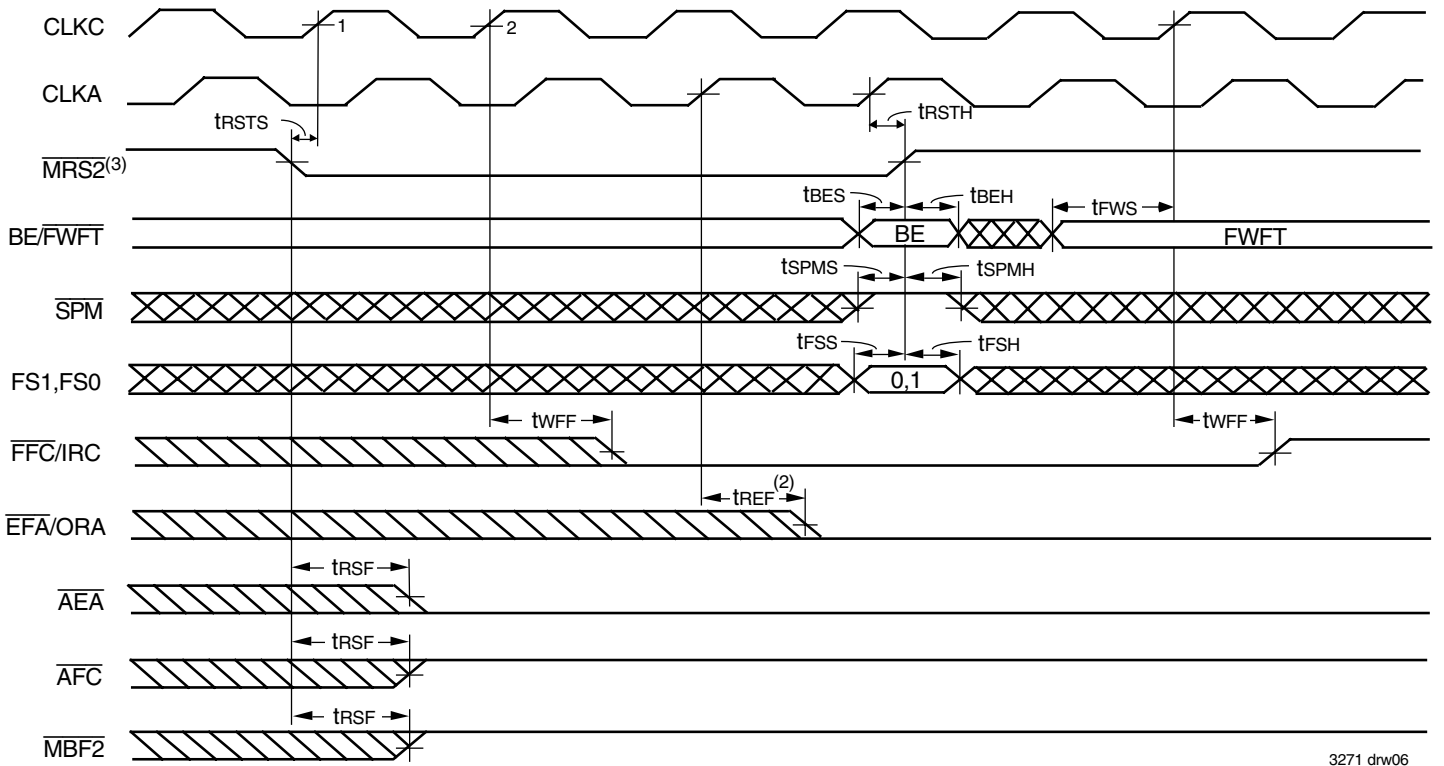 CLKC
1
2
CLKA
tRSTS
tRSTH
MRS2(3)
tBES
tBEH
tFWS
BE/FWFT
BE
FWFT
tSPMS
tSPMH
SPM
tFSS
tFSH
FS1,FS0
0,1
tWFF
tWFF
FFC/IRC
tREF(2)
EFA/ORA
tRSF
AEA
tRSF
AFC
tRSF
MBF2
3271 drw06